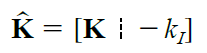 K̂ = [K ┆ −k_I]